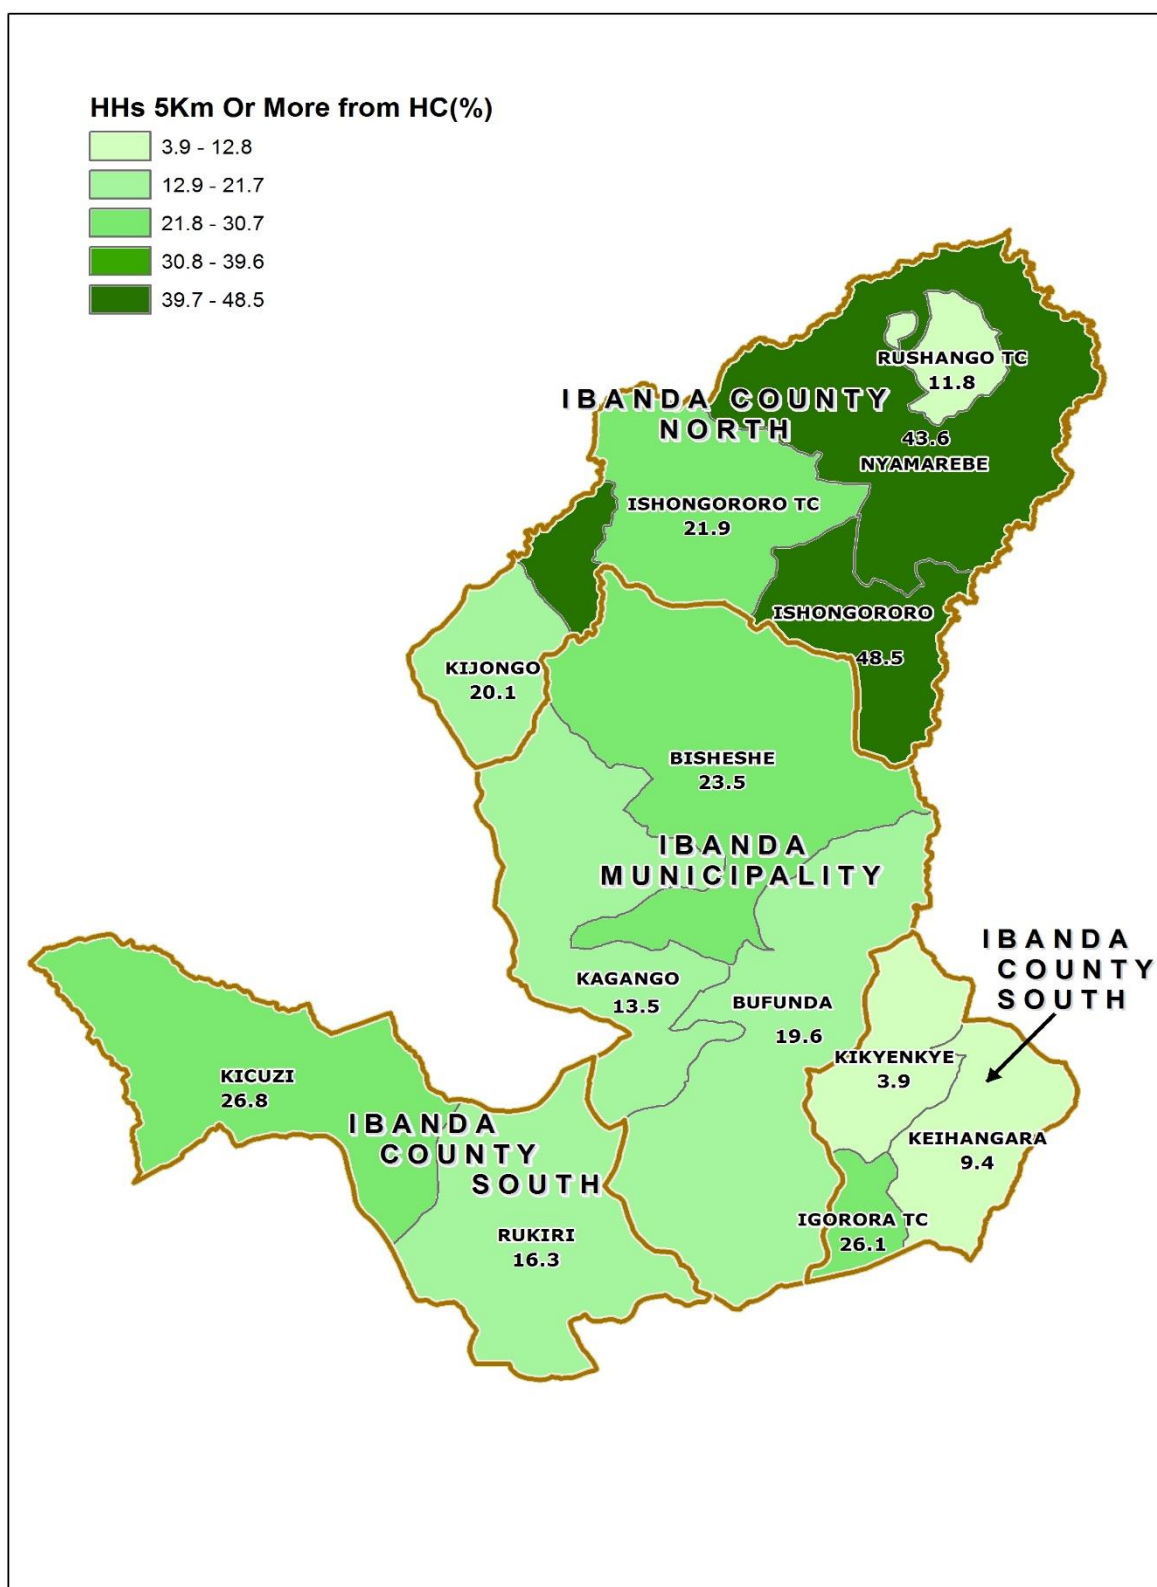 HHs 5Km Or More from HC(%)
3.9 - 12.8
12.9 - 21.7
21.8 - 30.7
30.8 - 39.6
39.7 - 48.5
RUSHANGO TC
11.8
IBANDA COUNTY
NORTH
43.6
NYAMAREBE
ISHONGORORO TC
21.9
ISHONGORORO
48.5
KIJONGO
20.1
BISHESHE
23.5
IBANDA
MUNICIPALITY
IBANDA
COUNTY
SOUTH
KAGANGO
13.5
BUFUNDA
19.6
KIKYENKYE
3.9
KICUZI
26.8
IBANDA
COUNTY
SOUTH
KEIHANGARA
9.4
RUKIRI
16.3
IGORORA TC
26.1